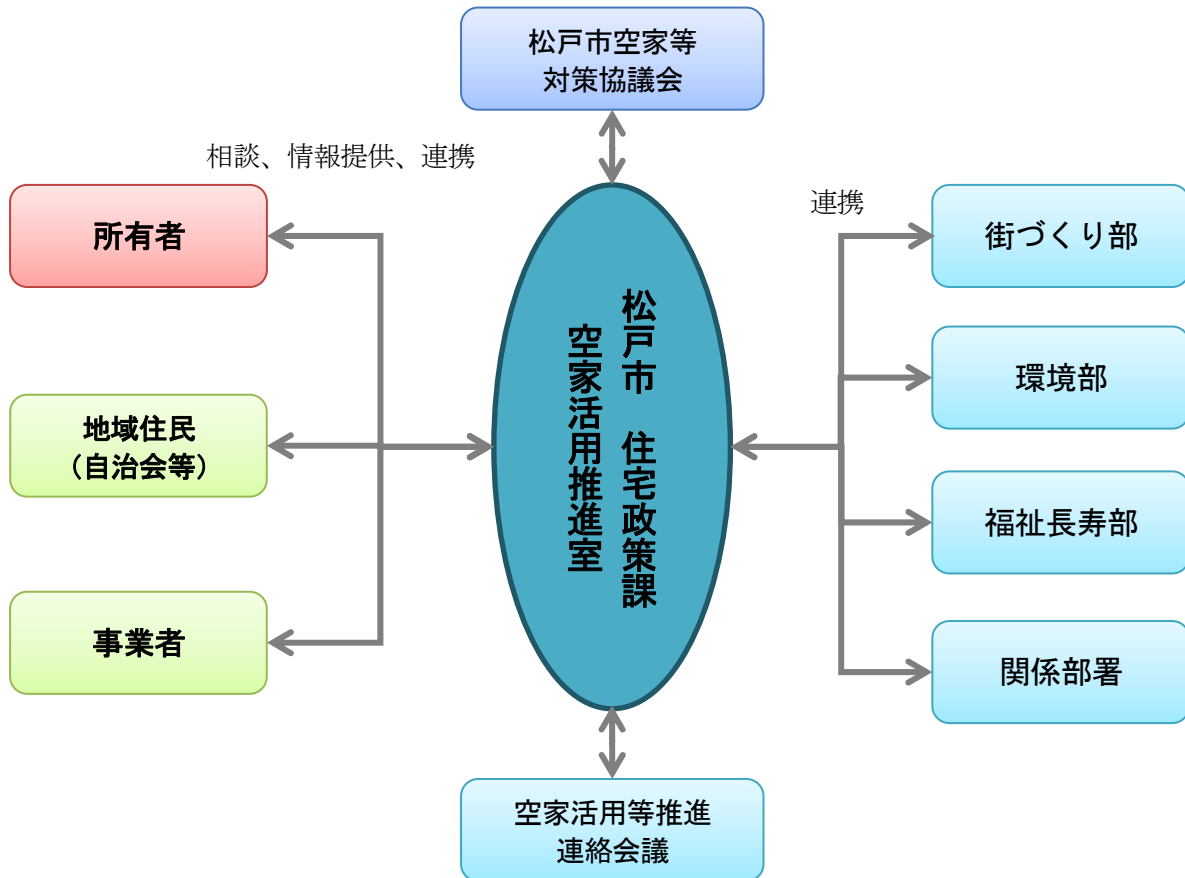 松戸市空家等
対策協議会
相談、情報提供、連携
連携
所有者
地域住民
（自治会等）
事業者
松戸市　住宅政策課
空家活用推進室
街づくり部
環境部
福祉長寿部
関係部署
空家活用等推進
連絡会議